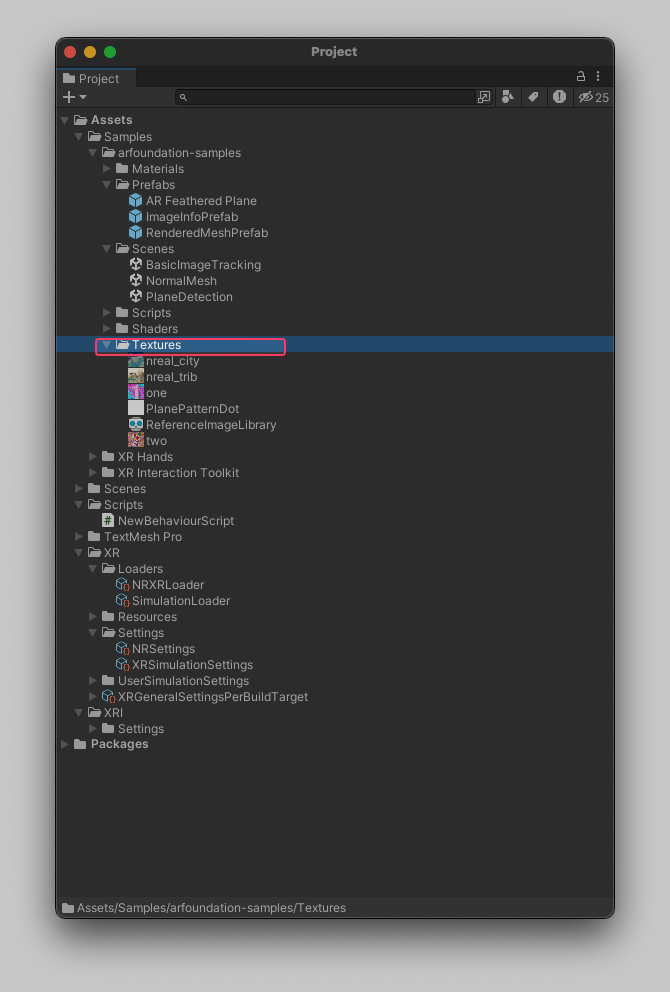 Project
Project
25
Assets
Samples
arfoundation-samples
Materials
Prefabs
AR Feathered Plane
ImageInfoPrefab
RenderedMeshPrefab
Scenes
BasicImageTracking
NormalMesh
PlaneDetection
Scripts
Shaders
Textures
nreal_city
nreal_trib
one
PlanePatternDot
ReferenceImageLibrary
two
XR Hands
XR Interaction Toolkit
Scenes
Scripts
NewBehaviourScript
TextMesh Pro
XR
Loaders
NRXRLoader
SimulationLoader
Resources
Settings
NRSettings
XRSimulationSettings
UserSimulationSettings
XRGeneralSettingsPerBuildTarget
XRI
Settings
Packages
Assets/Samples/arfoundation-samples/Textures